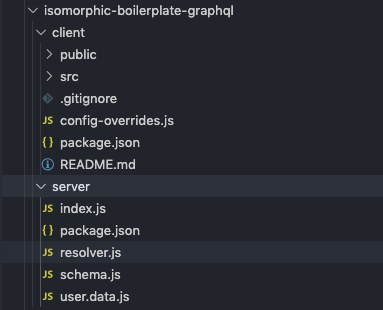 isomorphic-boilerplate-graphql
client
public
src
.gitignore
JS config-overrides.js
{} package.json
README.md
server
JS index.js
{} package.json
JS resolver.js
JS schema.js
JS user.data.js